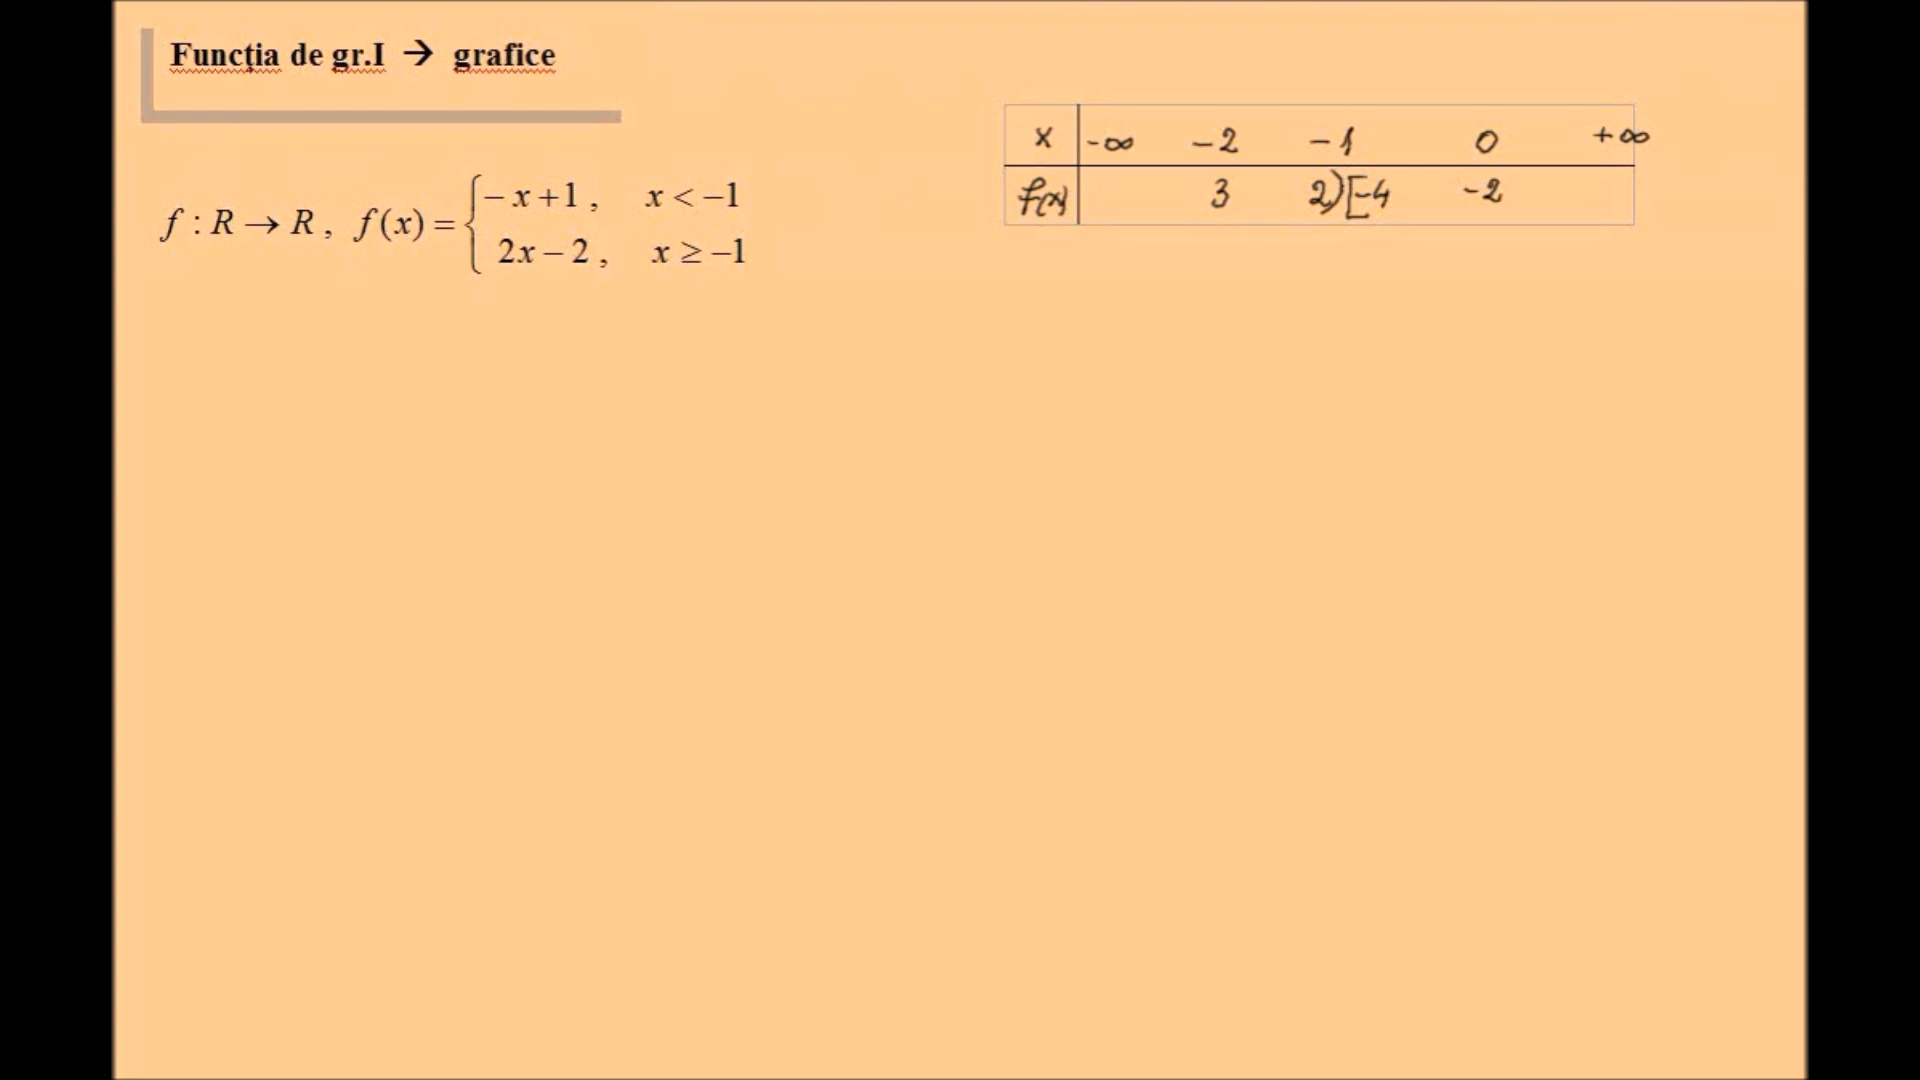 Funcția de gr.I → grafice
f : R → R , f(x) = { −x+1 , x < −1
2x − 2 , x ≥ −1
x | -∞ -2 -1 0 +∞
f(x) | 3 2)[-4 -2